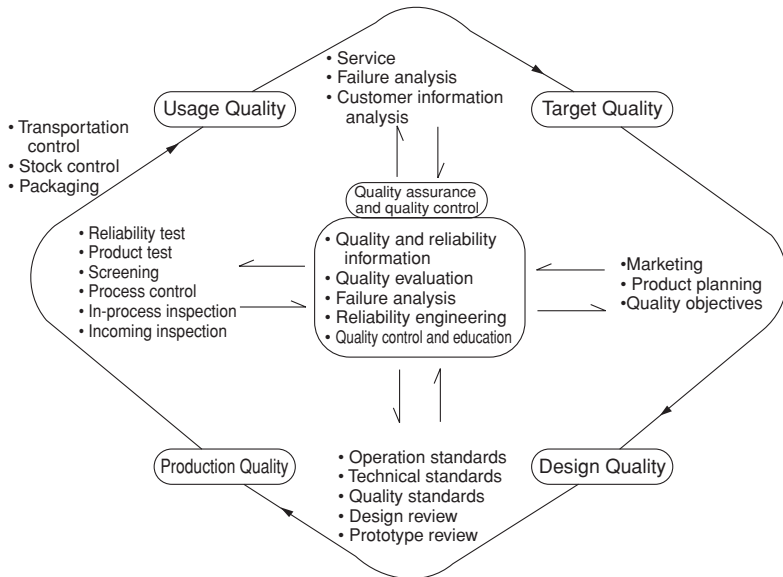 • Service
• Failure analysis
• Customer information
analysis
Usage Quality
Target Quality
• Transportation
control
• Stock control
• Packaging
Quality assurance
and quality control
• Reliability test
• Product test
• Screening
• Process control
• In-process inspection
• Incoming inspection
• Quality and reliability
information
• Quality evaluation
• Failure analysis
• Reliability engineering
• Quality control and education
•Marketing
• Product planning
•Quality objectives
Production Quality
Design Quality
• Operation standards
• Technical standards
• Quality standards
• Design review
• Prototype review